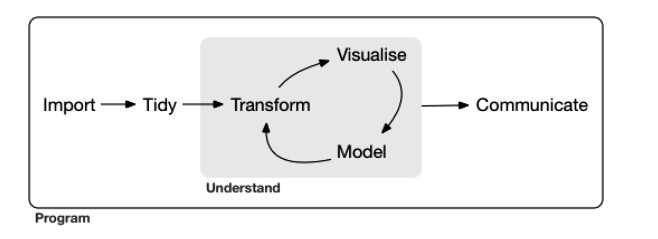 Visualise
Import Tidy Transform Communicate
Model
Understand
Program